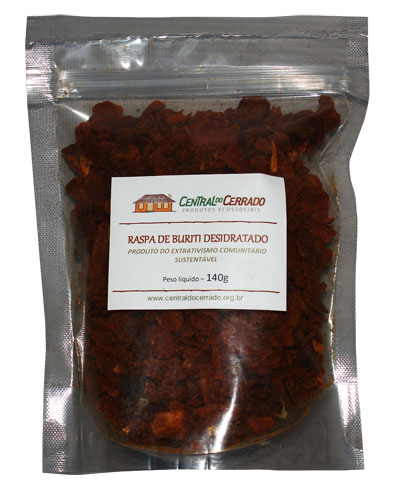 CENTRAL DO CERRADO
PRODUTOS ECOSSOCIAIS
RASPA DE BURITI DESIDRATADO
PRODUTO DO EXTRATIVISMO COMUNITÁRIO
SUSTENTÁVEL
Peso líquido – 140g
www.centraldocerrado.org.br